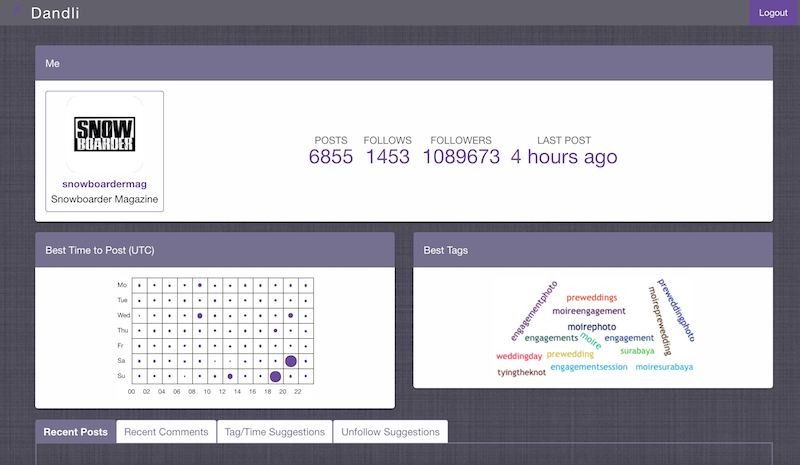 Dandli
Logout
Me
SNOW
BOARDER
snowboardermag
Snowboarder Magazine
POSTS FOLLOWS FOLLOWERS LAST POST
6855 1453 1089673 4 hours ago
Best Time to Post (UTC)
Mo
Tue
Wed
Thu
Fr
Sa
Su
00 02 04 06 08 10 12 14 16 18 20 22
Best Tags
engagementphoto
preweddings
moireprewedding
preweddingphoto
moireengagement
moirephoto
engagements
moire
engagement
weddingday
prewedding
surabaya
tyingtheknot
engagementsession
moiresurabaya
Recent Posts Recent Comments Tag/Time Suggestions Unfollow Suggestions